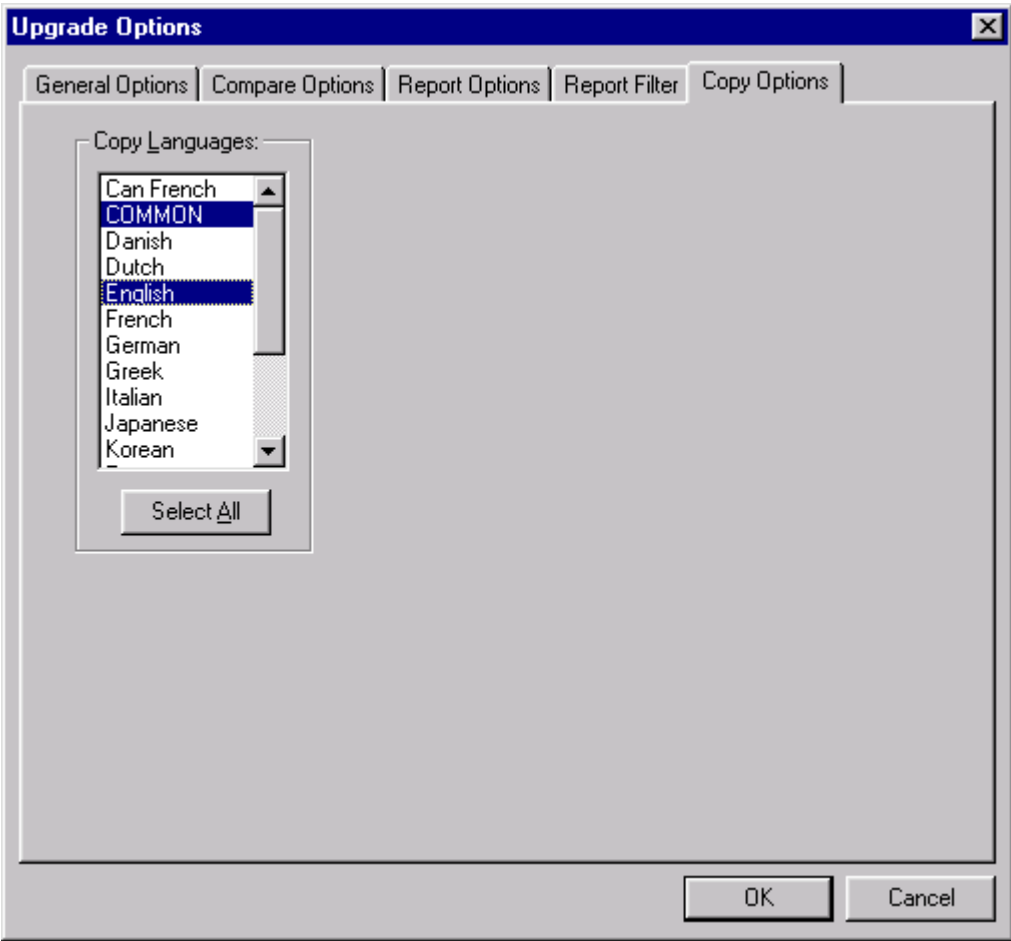 Upgrade Options
General Options Compare Options Report Options Report Filter Copy Options
Copy Languages:
Can French
COMMON
Danish
Dutch
English
French
German
Greek
Italian
Japanese
Korean
Select All
OK Cancel